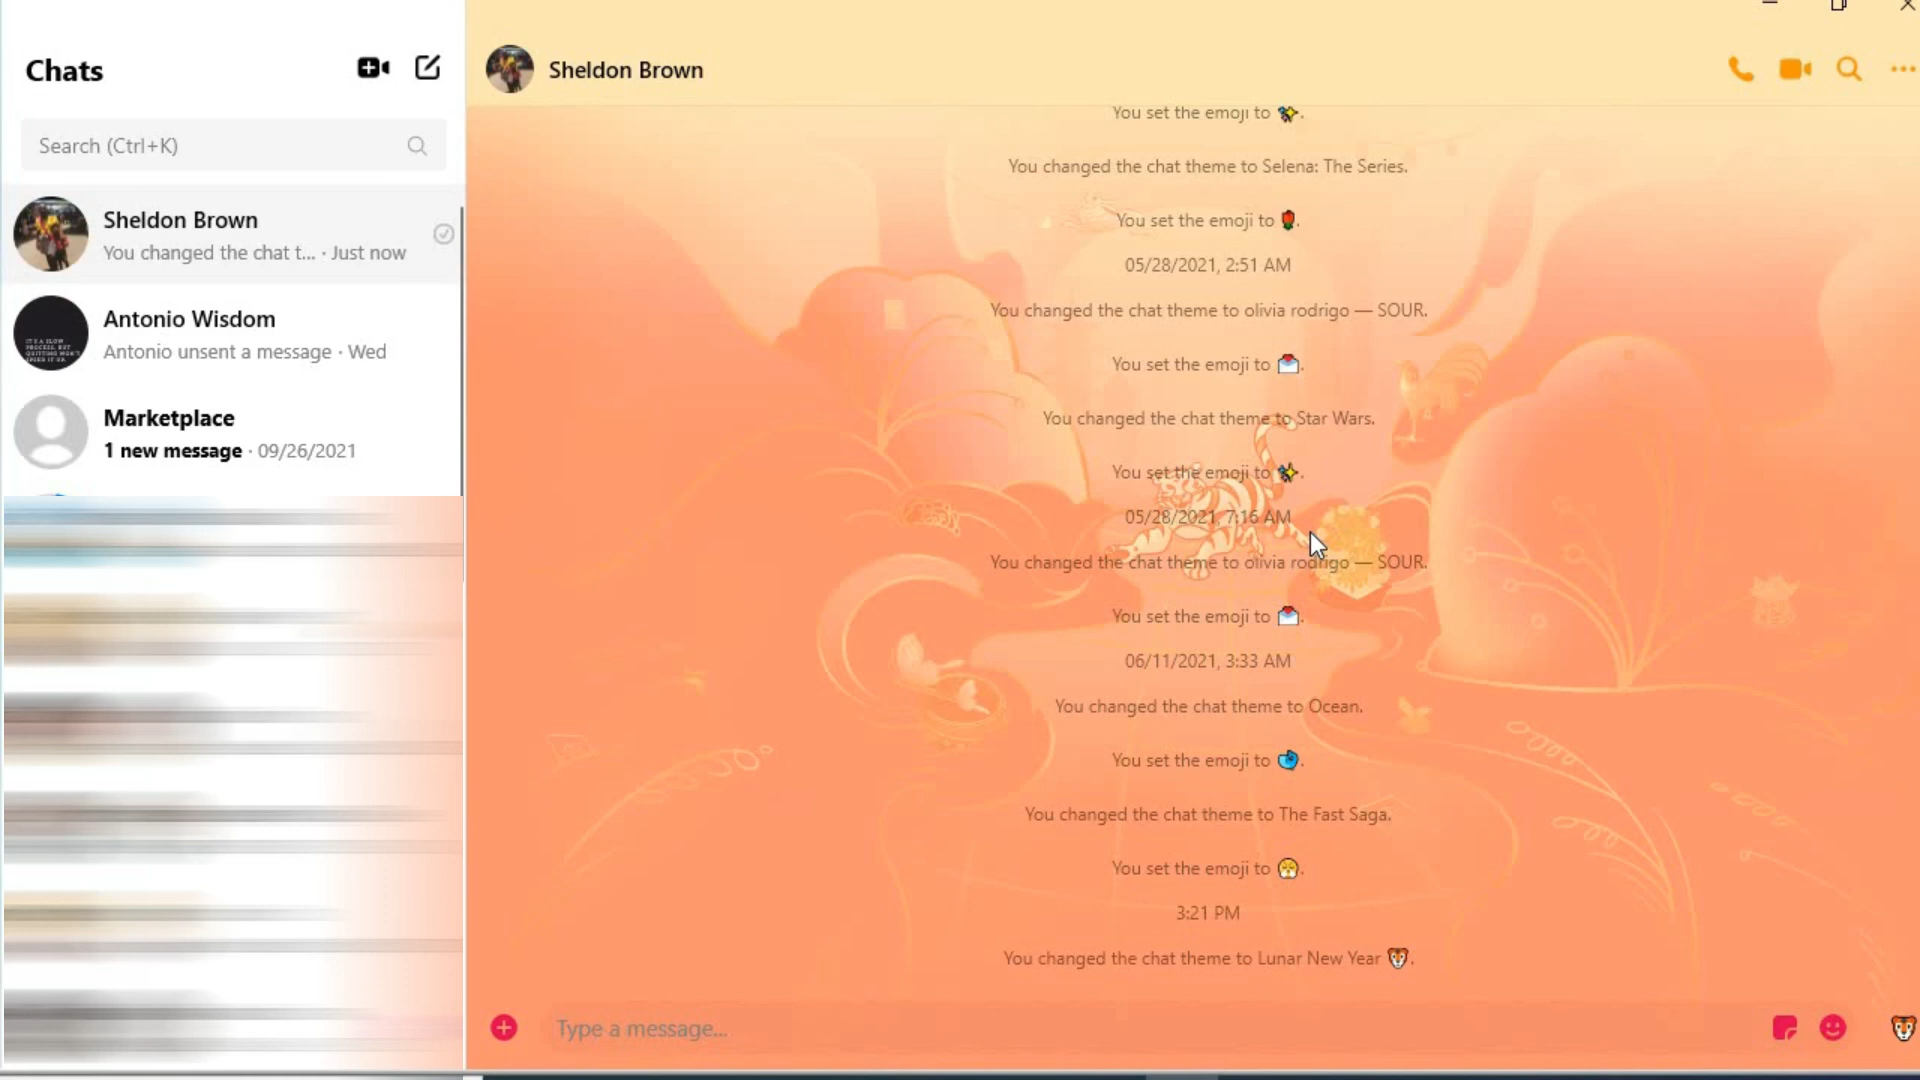 Chats
Search (Ctrl+K)
Sheldon Brown
You changed the chat t... · Just now
Antonio Wisdom
Antonio unsent a message · Wed
Marketplace
1 new message · 09/26/2021
Sheldon Brown
You set the emoji to ✨.
You changed the chat theme to Selena: The Series.
You set the emoji to 🌹.
05/28/2021, 2:51 AM
You changed the chat theme to olivia rodrigo — SOUR.
You set the emoji to 💌.
You changed the chat theme to Star Wars.
You set the emoji to ✨.
05/28/2021, 7:16 AM
You changed the chat theme to olivia rodrigo — SOUR.
You set the emoji to 💌.
06/11/2021, 3:33 AM
You changed the chat theme to Ocean.
You set the emoji to 🐟.
You changed the chat theme to The Fast Saga.
You set the emoji to 😤.
3:21 PM
You changed the chat theme to Lunar New Year 🐯.
Type a message...